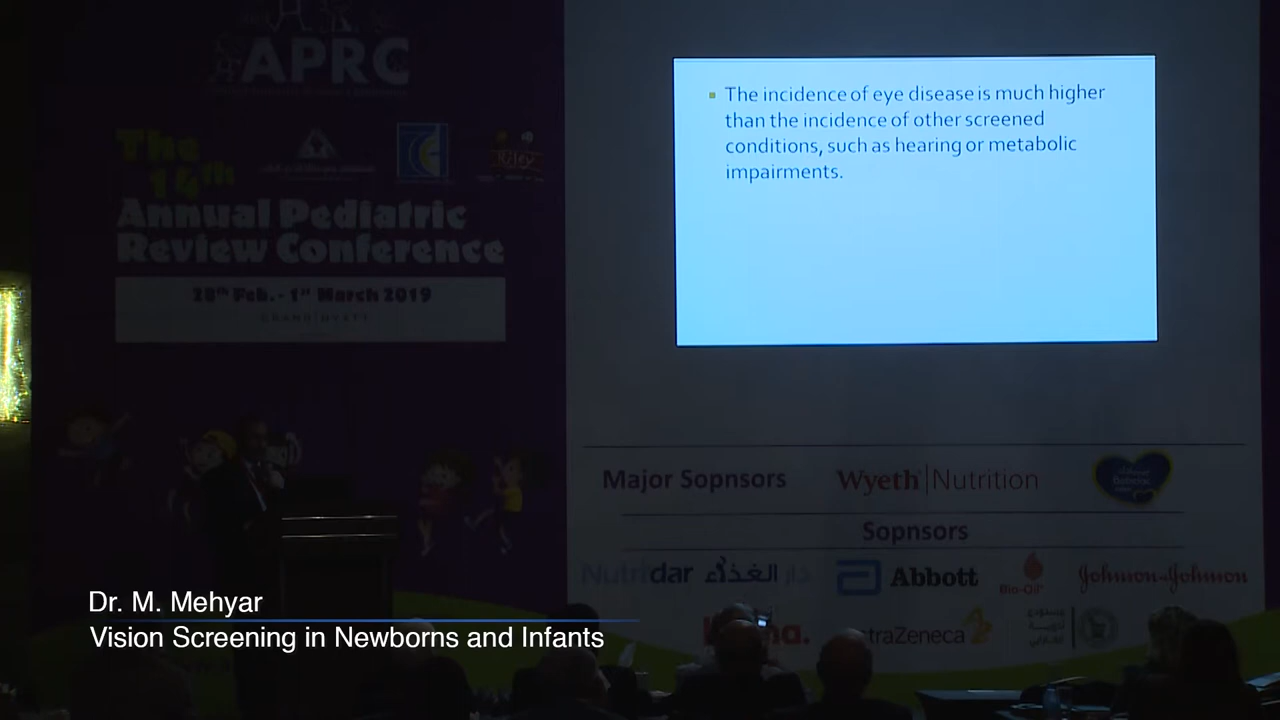 APRC
The
14th
Annual Pediatric
Review Conference
28th Feb. - 1st March 2019
GRAND HYATT
The incidence of eye disease is much higher
than the incidence of other screened
conditions, such as hearing or metabolic
impairments.
Major Sopnsors
Wyeth Nutrition
Sopnsors
Nutridar دار الغذاء
Abbott
Bio-Oil
Johnson & Johnson
traZeneca
Dr. M. Mehyar
Vision Screening in Newborns and Infants